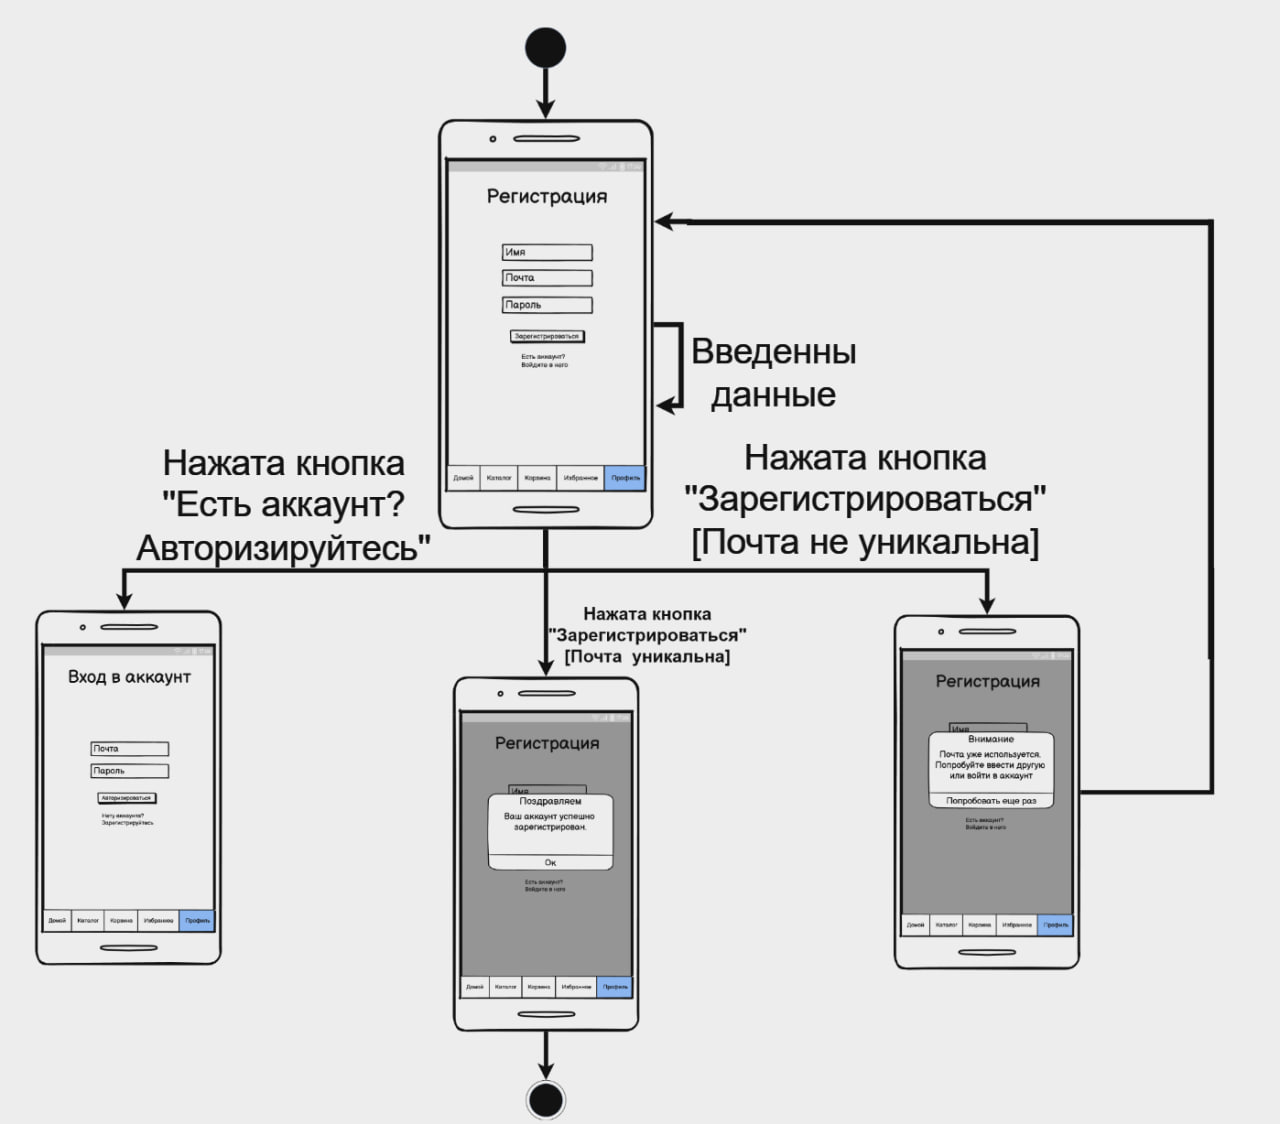 Регистрация
Имя
Почта
Пароль
Зарегистрироваться
Есть аккаунт?
Войдите в него
Домой Каталог Корзина Избранное Профиль
Введенны
данные
Нажата кнопка
"Есть аккаунт?
Авторизируйтесь"
Нажата кнопка
"Зарегистрироваться"
[Почта не уникальна]
Нажата кнопка
"Зарегистрироваться"
[Почта уникальна]
Вход в аккаунт
Почта
Пароль
Авторизироваться
Нету аккаунта?
Зарегистрируйтесь
Домой Каталог Корзина Избранное Профиль
Регистрация
Имя
Поздравляем
Ваш аккаунт успешно
зарегистрирован.
Ок
Есть аккаунт?
Войдите в него
Домой Каталог Корзина Избранное Профиль
Регистрация
Имя
Внимание
Почта уже используется.
Попробуйте ввести другую
или войти в аккаунт
Попробовать еще раз
Есть аккаунт?
Войдите в него
Домой Каталог Корзина Избранное Профиль